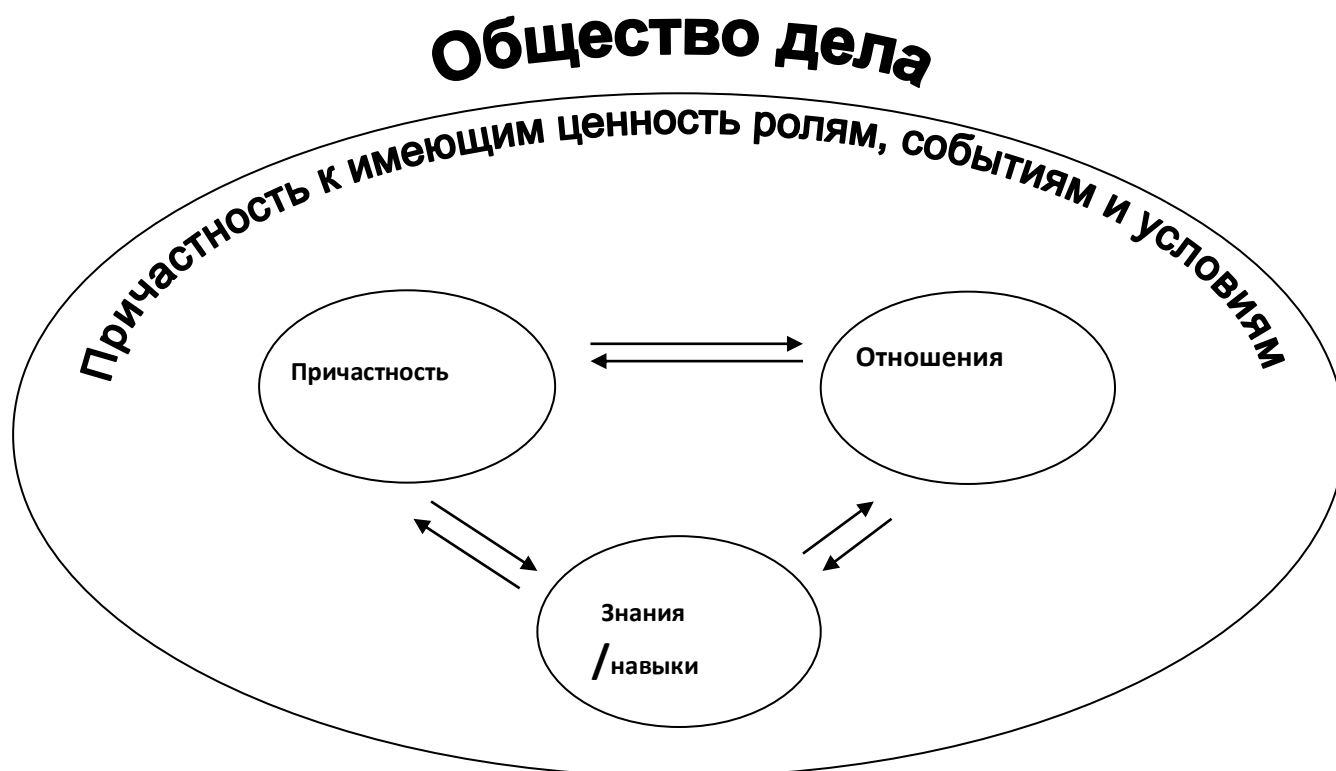 Общество дела
Причастность к имеющим ценность ролям, событиям и условиям
Причастность
Отношения
Знания
/навыки